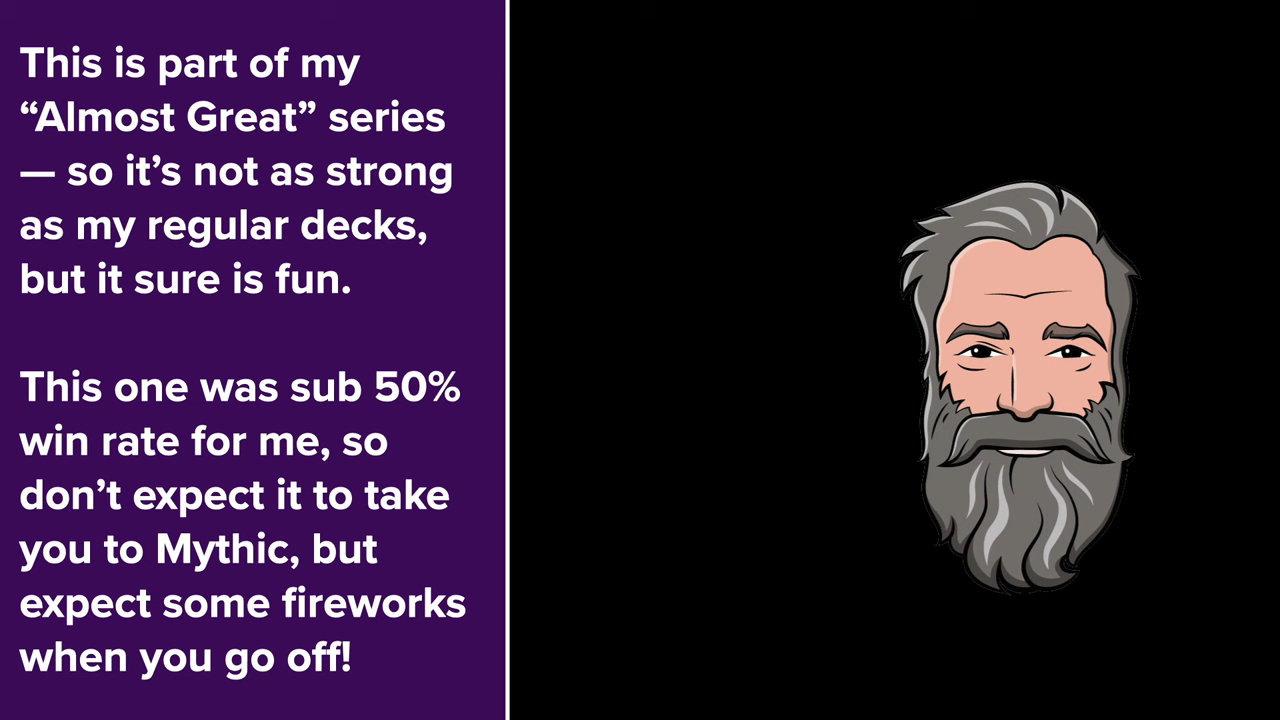 This is part of my
“Almost Great” series
— so it’s not as strong
as my regular decks,
but it sure is fun.
This one was sub 50%
win rate for me, so
don’t expect it to take
you to Mythic, but
expect some fireworks
when you go off!